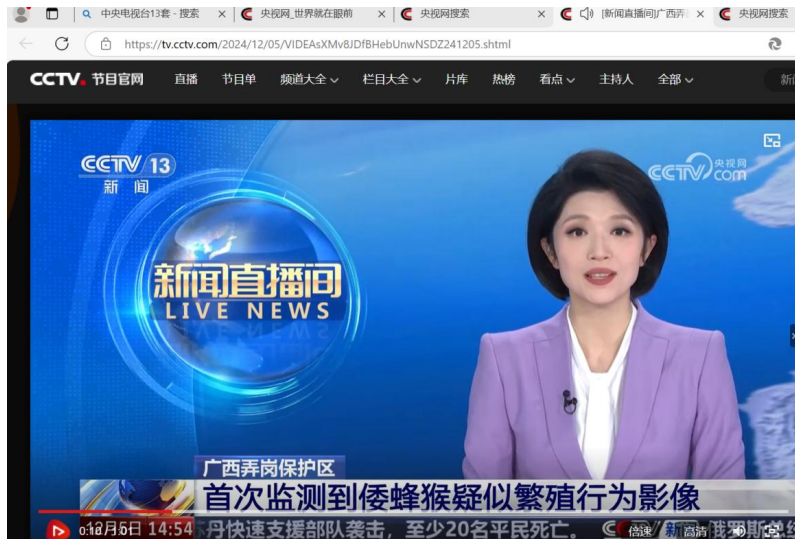 中央电视台13套 - 搜索
央视网_世界就在眼前
央视网搜索
[新闻直播间]广西弄
央视网搜索
https://tv.cctv.com/2024/12/05/VIDEAsXMv8JDfBHebUnwNSDZ241205.shtml
CCTV 节目官网 直播 节目单 频道大全 栏目大全 片库 热榜 看点 主持人 全部
CCTV 13
新闻
央视网
CCTV com
新闻直播间
LIVE NEWS
广西弄岗保护区
首次监测到倭蜂猴疑似繁殖行为影像
14:54 丹快速支援部队袭击，至少20名平民死亡。
倍速 高清